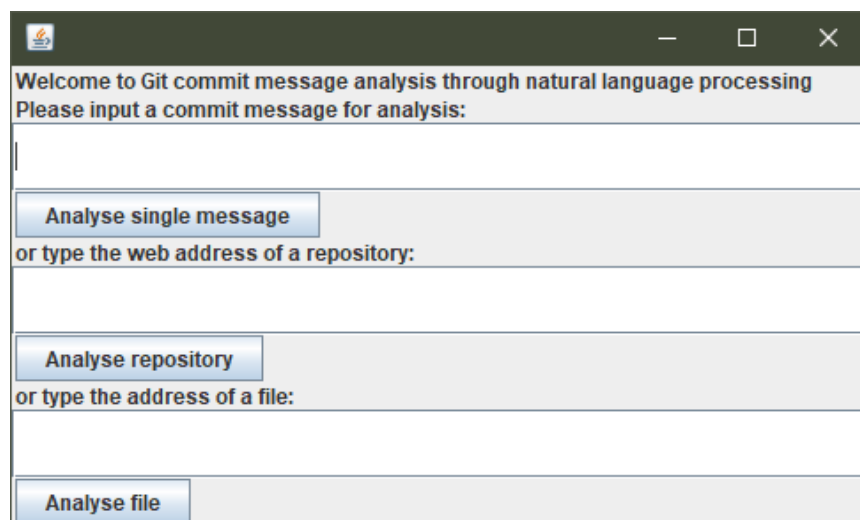 Welcome to Git commit message analysis through natural language processing
Please input a commit message for analysis:
Analyse single message
or type the web address of a repository:
Analyse repository
or type the address of a file:
Analyse file